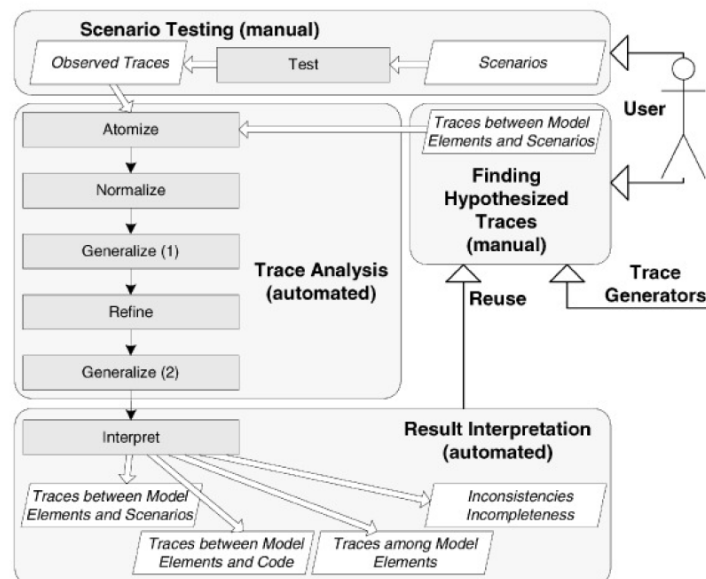 Scenario Testing (manual)
Observed Traces
Test
Scenarios
User
Atomize
Traces between Model
Elements and Scenarios
Normalize
Finding
Hypothesized
Traces
(manual)
Generalize (1)
Trace Analysis
(automated)
Refine
Reuse
Trace
Generators
Generalize (2)
Interpret
Result Interpretation
(automated)
Traces between Model
Elements and Scenarios
Inconsistencies
Incompleteness
Traces between Model
Elements and Code
Traces among Model
Elements